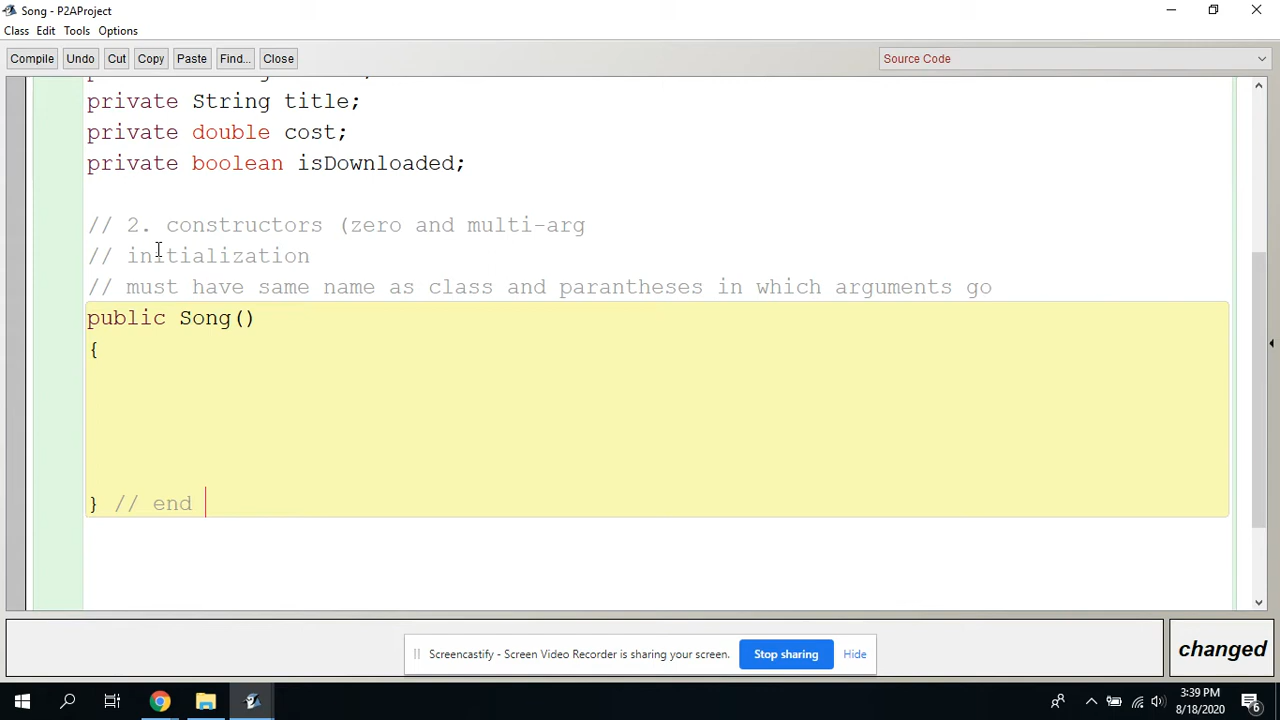 Song - P2AProject
Class Edit Tools Options
Compile Undo Cut Copy Paste Find... Close Source Code
private String title;
private double cost;
private boolean isDownloaded;
// 2. constructors (zero and multi-arg
// initialization
// must have same name as class and parantheses in which arguments go
public Song()
{
} // end
changed
Screencastify - Screen Video Recorder is sharing your screen. Stop sharing Hide
3:39 PM
8/18/2020
6